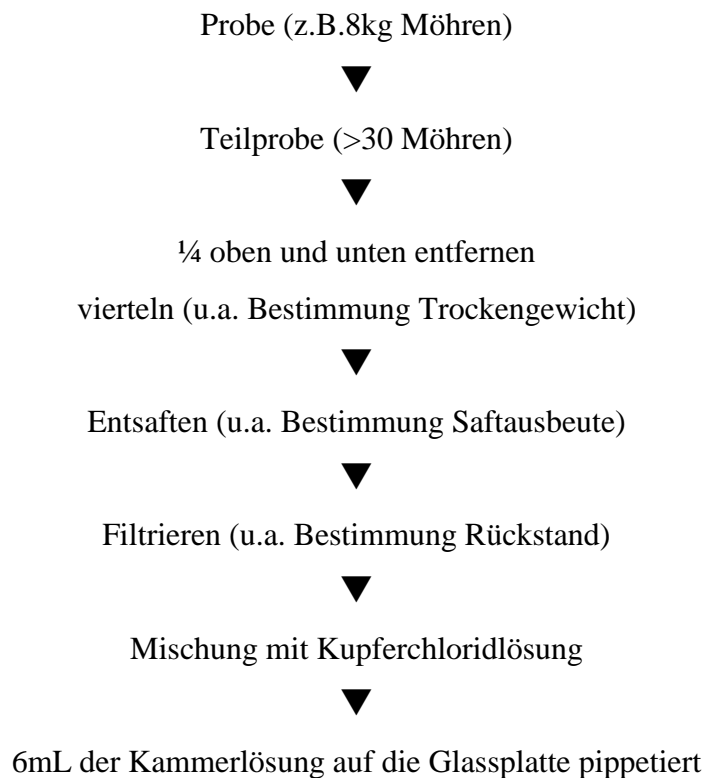 Probe (z.B.8kg Möhren)
Teilprobe (>30 Möhren)
¼ oben und unten entfernen
vierteln (u.a. Bestimmung Trockengewicht)
Entsaften (u.a. Bestimmung Saftausbeute)
Filtrieren (u.a. Bestimmung Rückstand)
Mischung mit Kupferchloridlösung
6mL der Kammerlösung auf die Glassplatte pippetiert